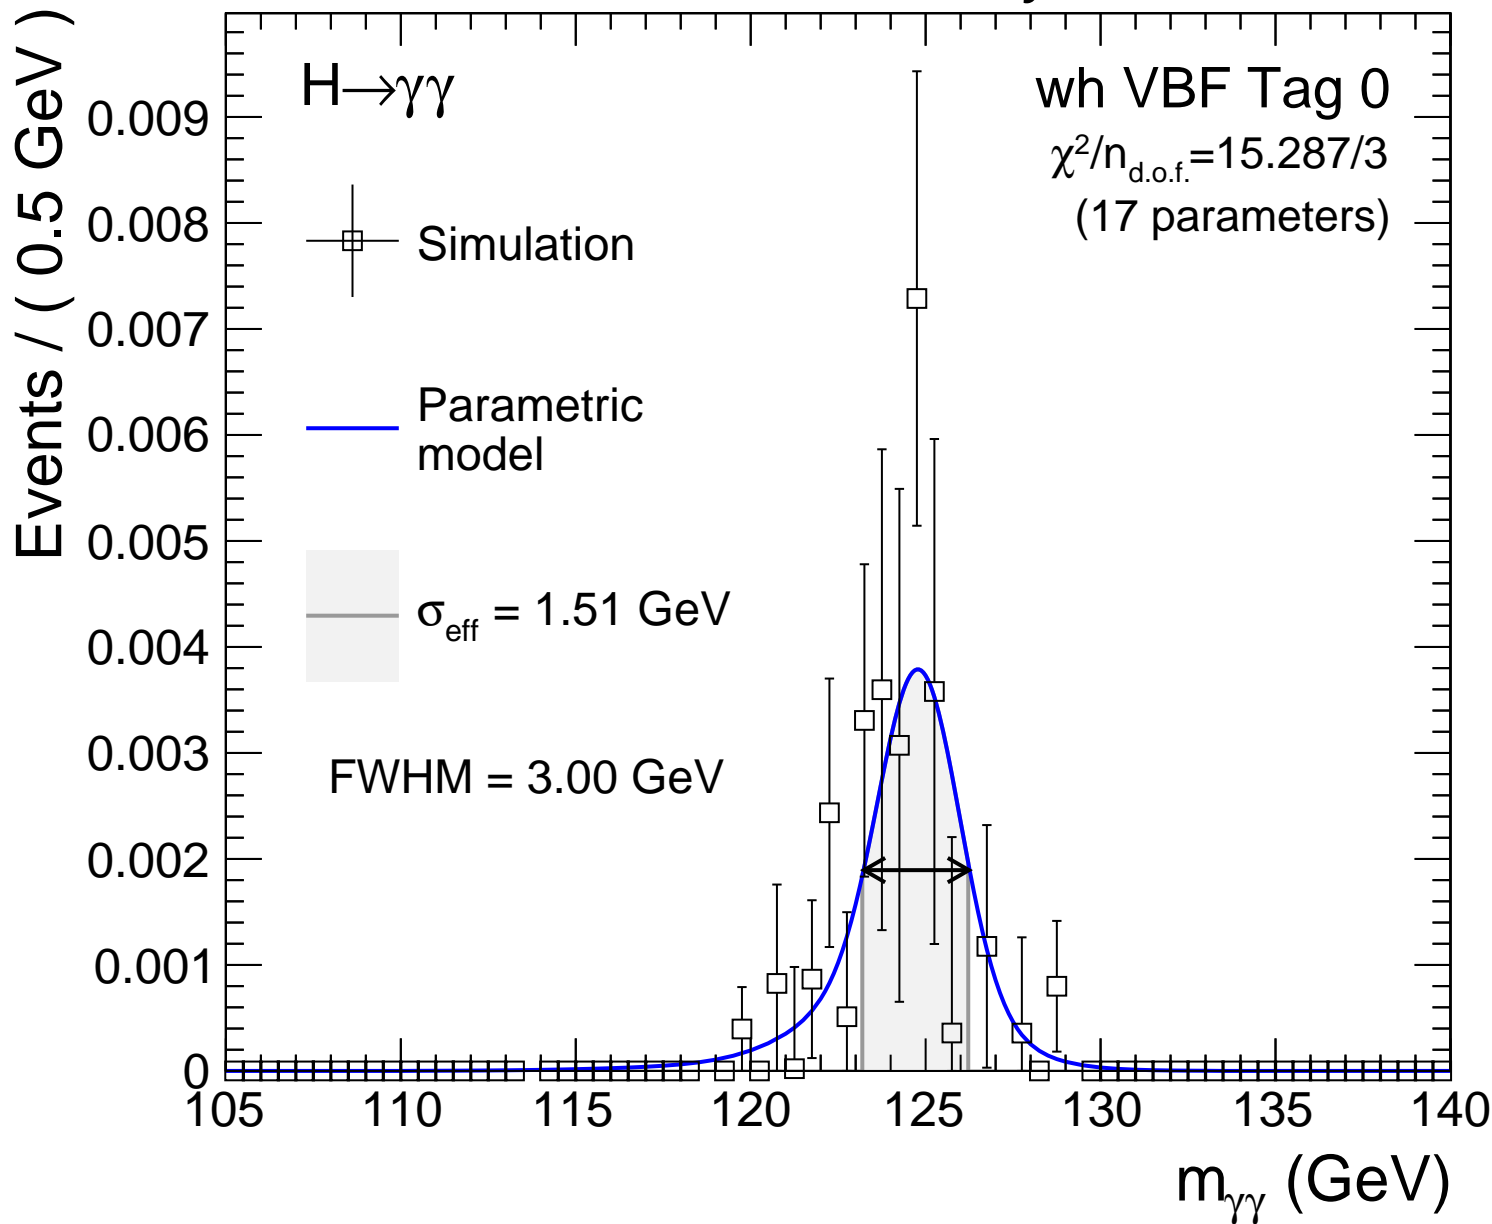 H→γγ
wh VBF Tag 0
χ²/n_d.o.f.=15.287/3
(17 parameters)
Simulation
Parametric
model
σ_eff = 1.51 GeV
FWHM = 3.00 GeV
Events / ( 0.5 GeV )
0.009
0.008
0.007
0.006
0.005
0.004
0.003
0.002
0.001
0
105 110 115 120 125 130 135 140
m_γγ (GeV)